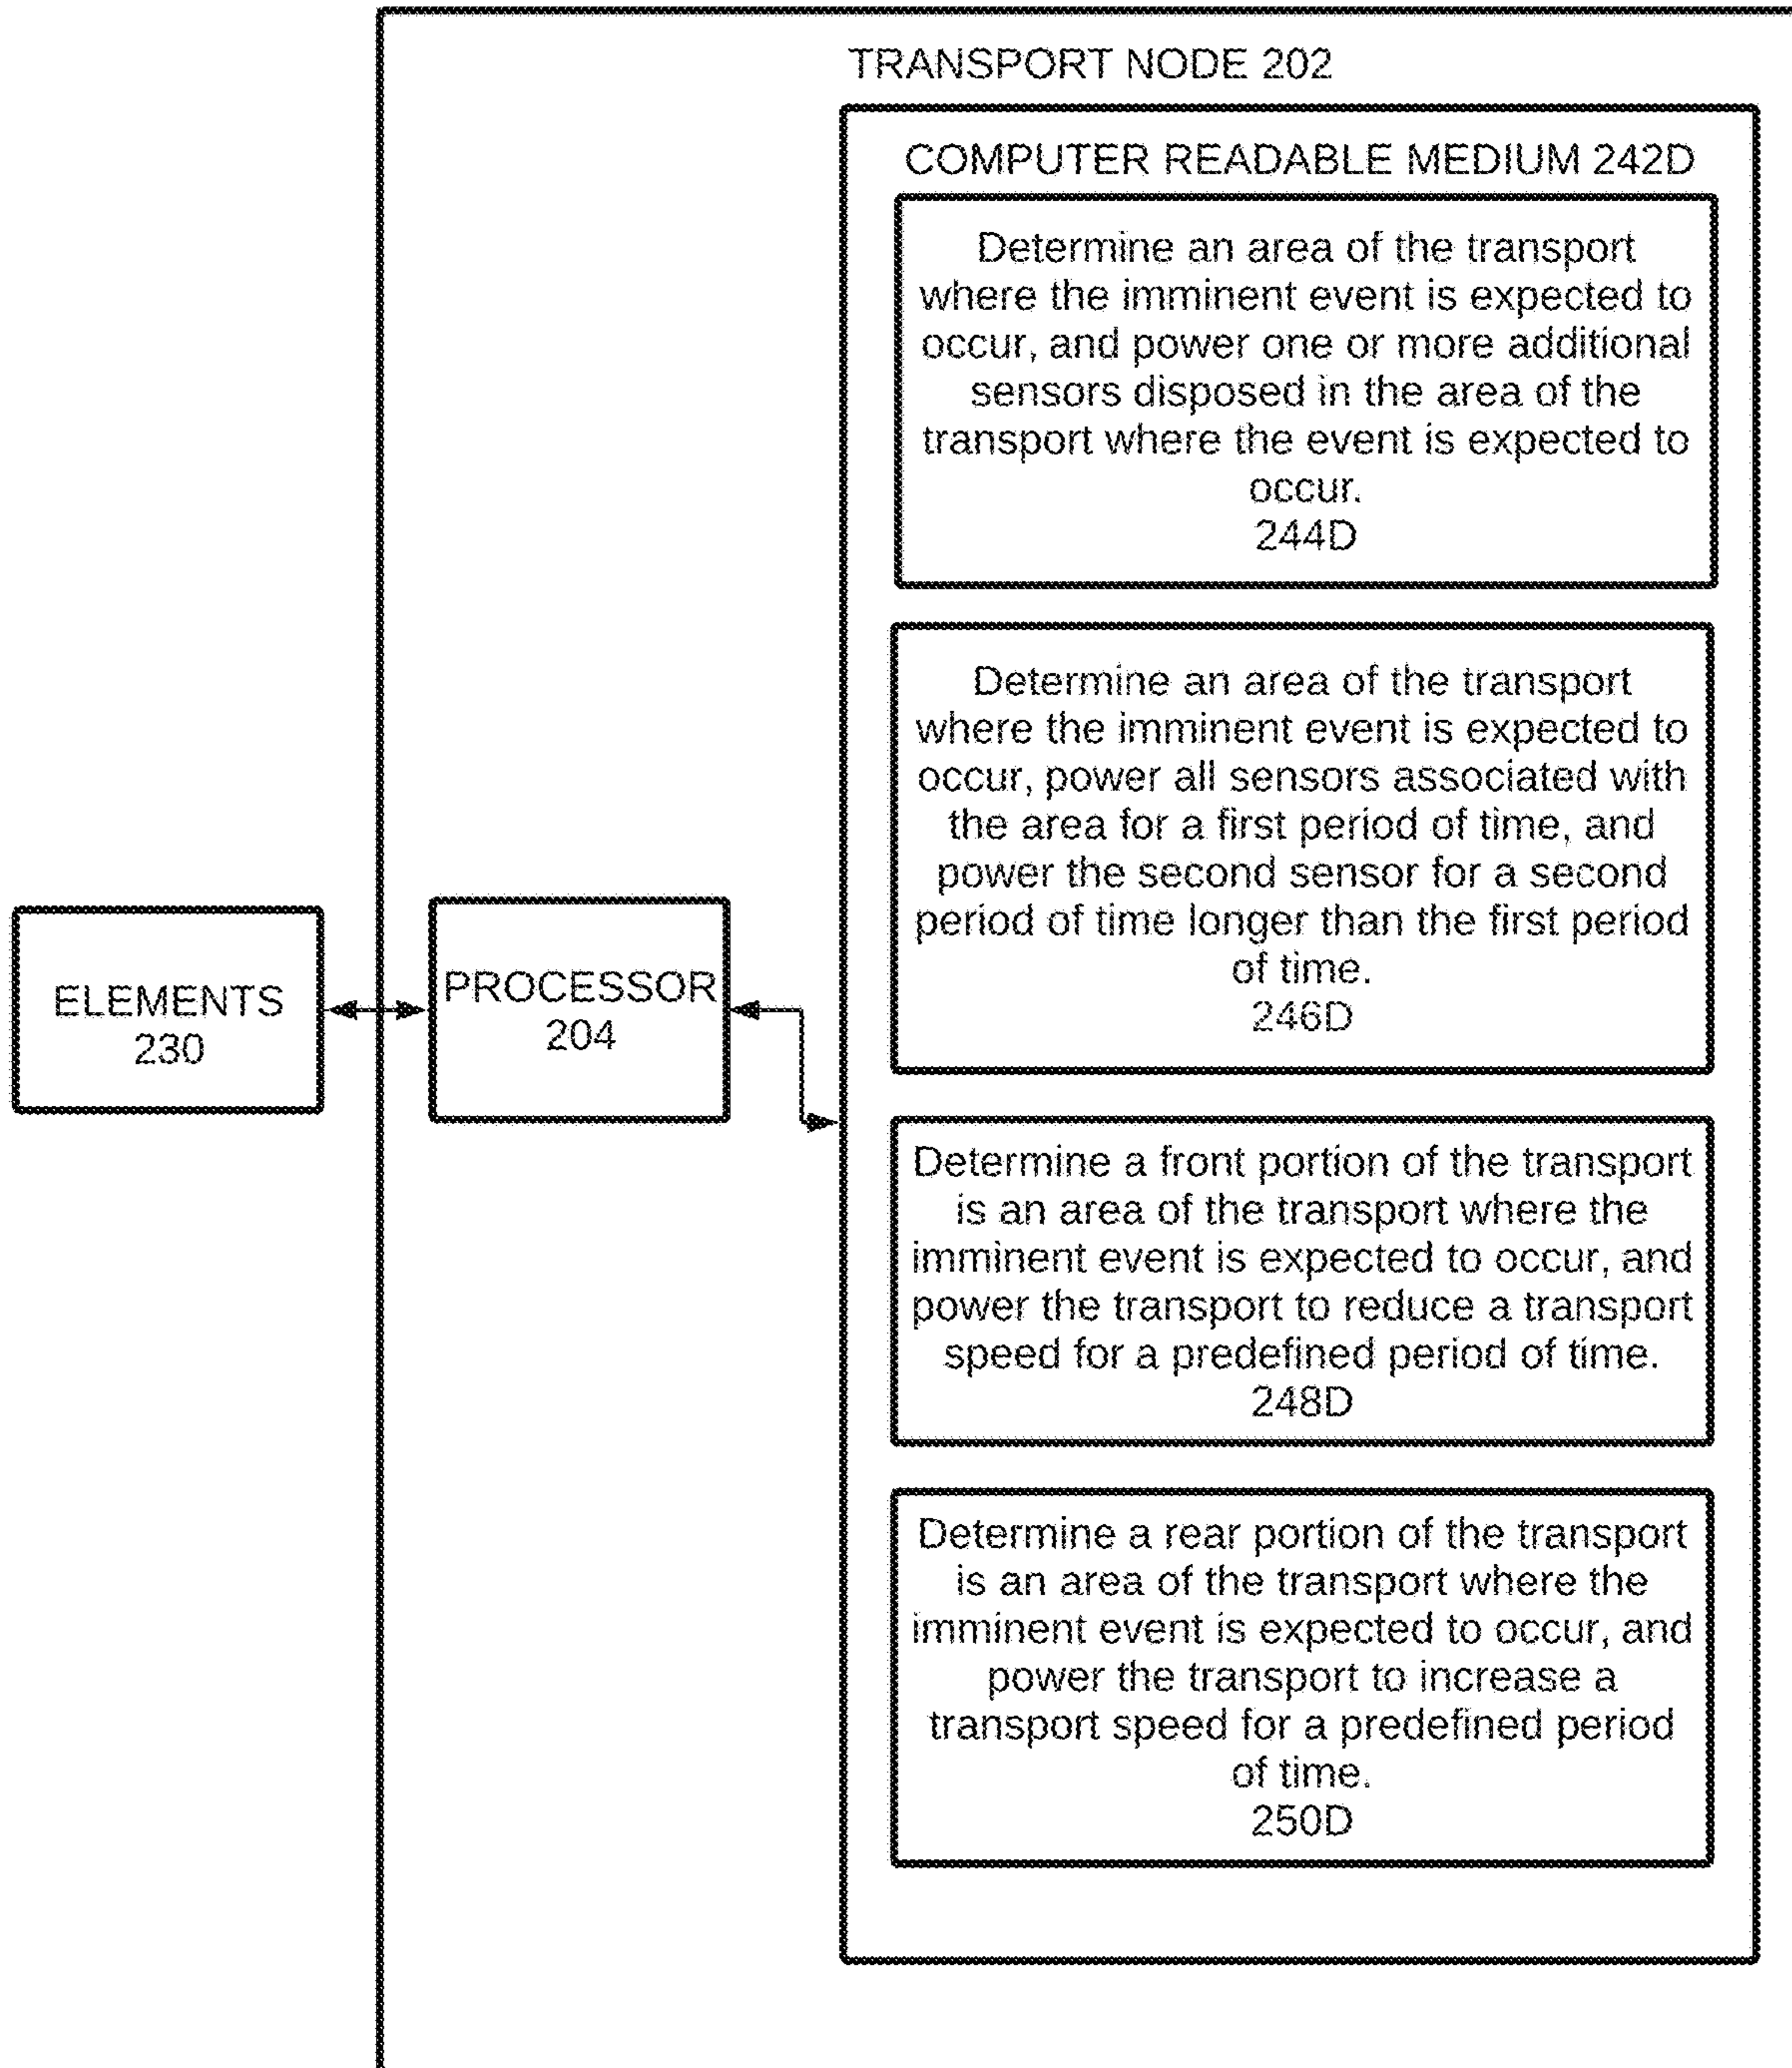 TRANSPORT NODE 202
COMPUTER READABLE MEDIUM 242D
Determine an area of the transport
where the imminent event is expected to
occur, and power one or more additional
sensors disposed in the area of the
transport where the event is expected to
occur.
244D
Determine an area of the transport
where the imminent event is expected to
occur, power all sensors associated with
the area for a first period of time, and
power the second sensor for a second
period of time longer than the first period
of time.
246D
ELEMENTS
230
PROCESSOR
204
Determine a front portion of the transport
is an area of the transport where the
imminent event is expected to occur, and
power the transport to reduce a transport
speed for a predefined period of time.
248D
Determine a rear portion of the transport
is an area of the transport where the
imminent event is expected to occur, and
power the transport to increase a
transport speed for a predefined period
of time.
250D